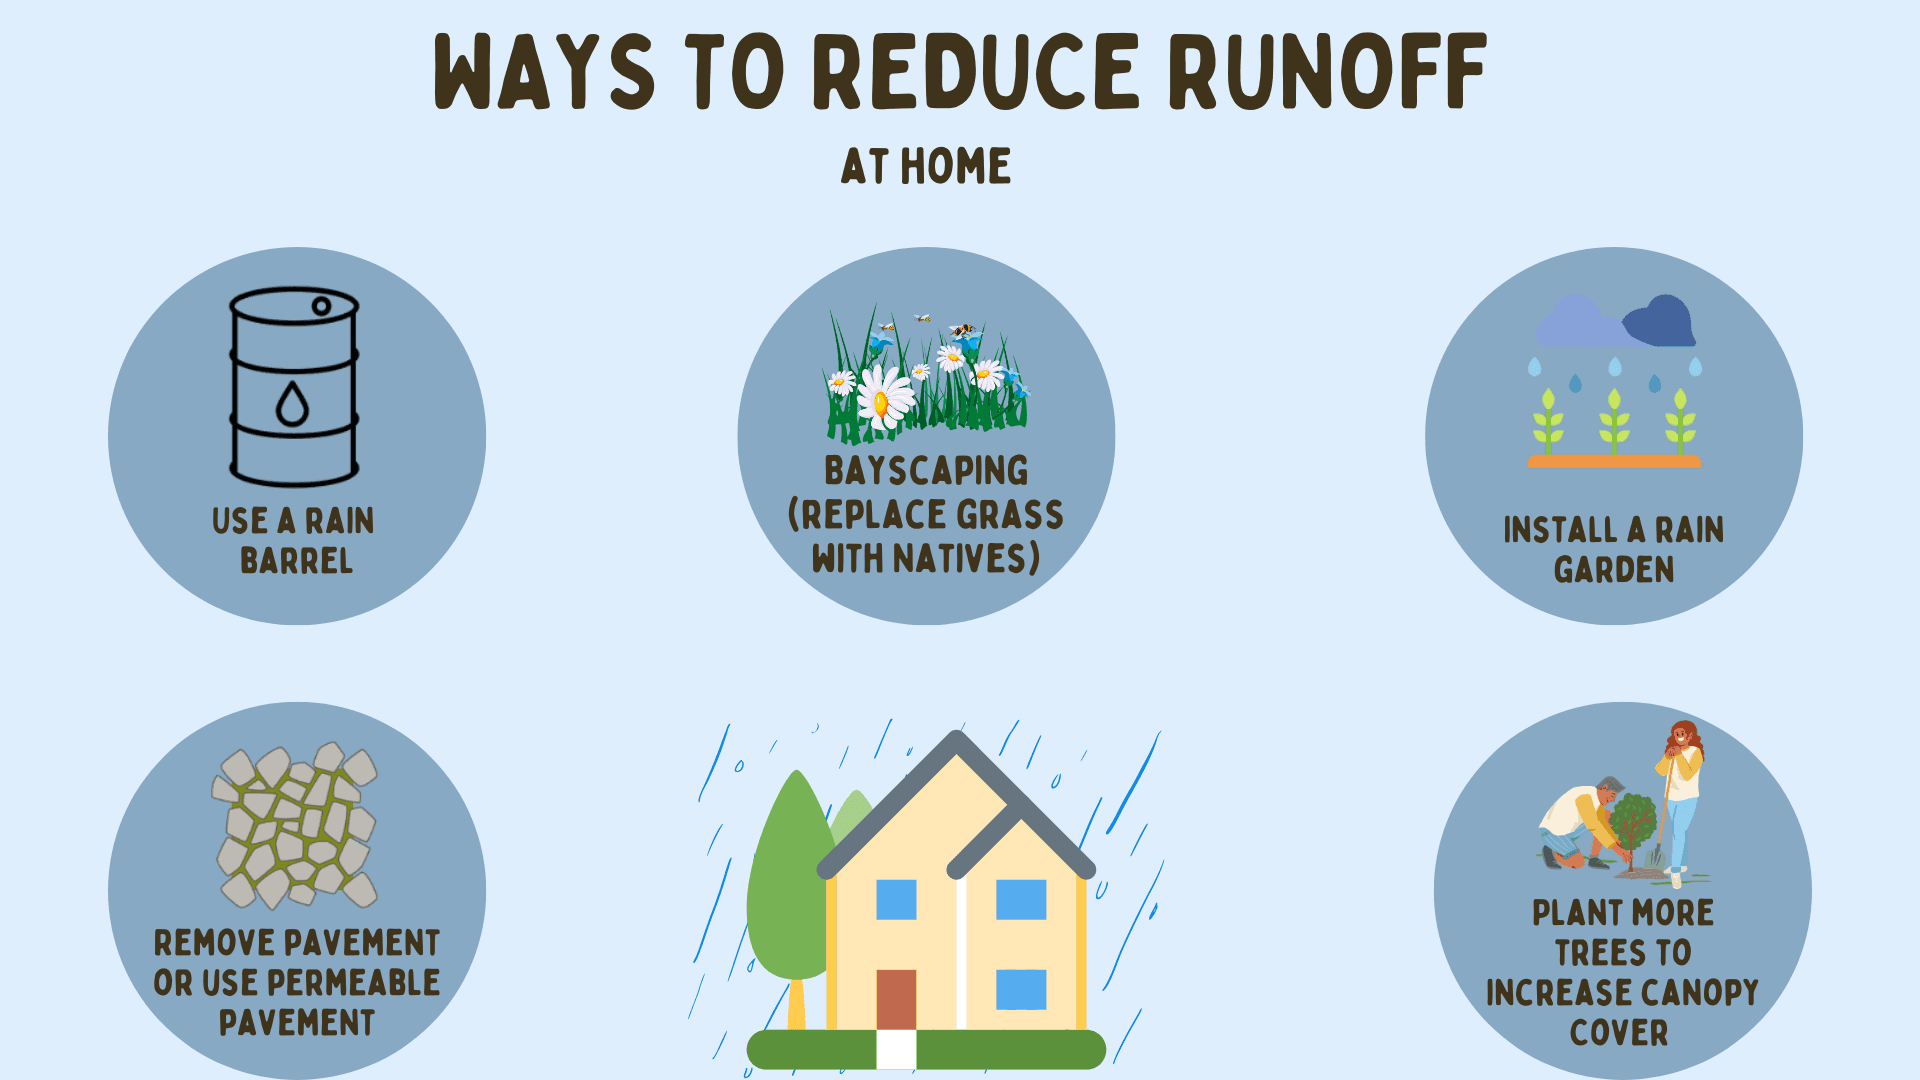 WAYS TO REDUCE RUNOFF
AT HOME
USE A RAIN
BARREL
BAYSCAPING
(REPLACE GRASS
WITH NATIVES)
INSTALL A RAIN
GARDEN
REMOVE PAVEMENT
OR USE PERMEABLE
PAVEMENT
PLANT MORE
TREES TO
INCREASE CANOPY
COVER